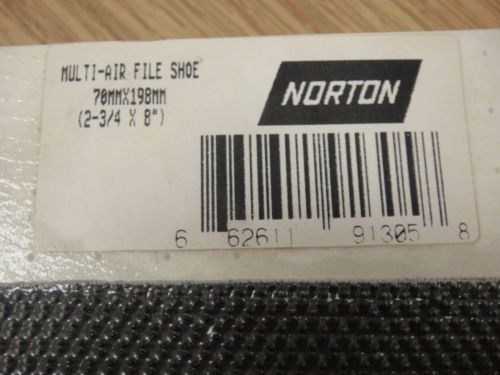 MULTI-AIR FILE SHOE
70MMX198MM
(2-3/4 X 8")
NORTON
6 62611 91305 8